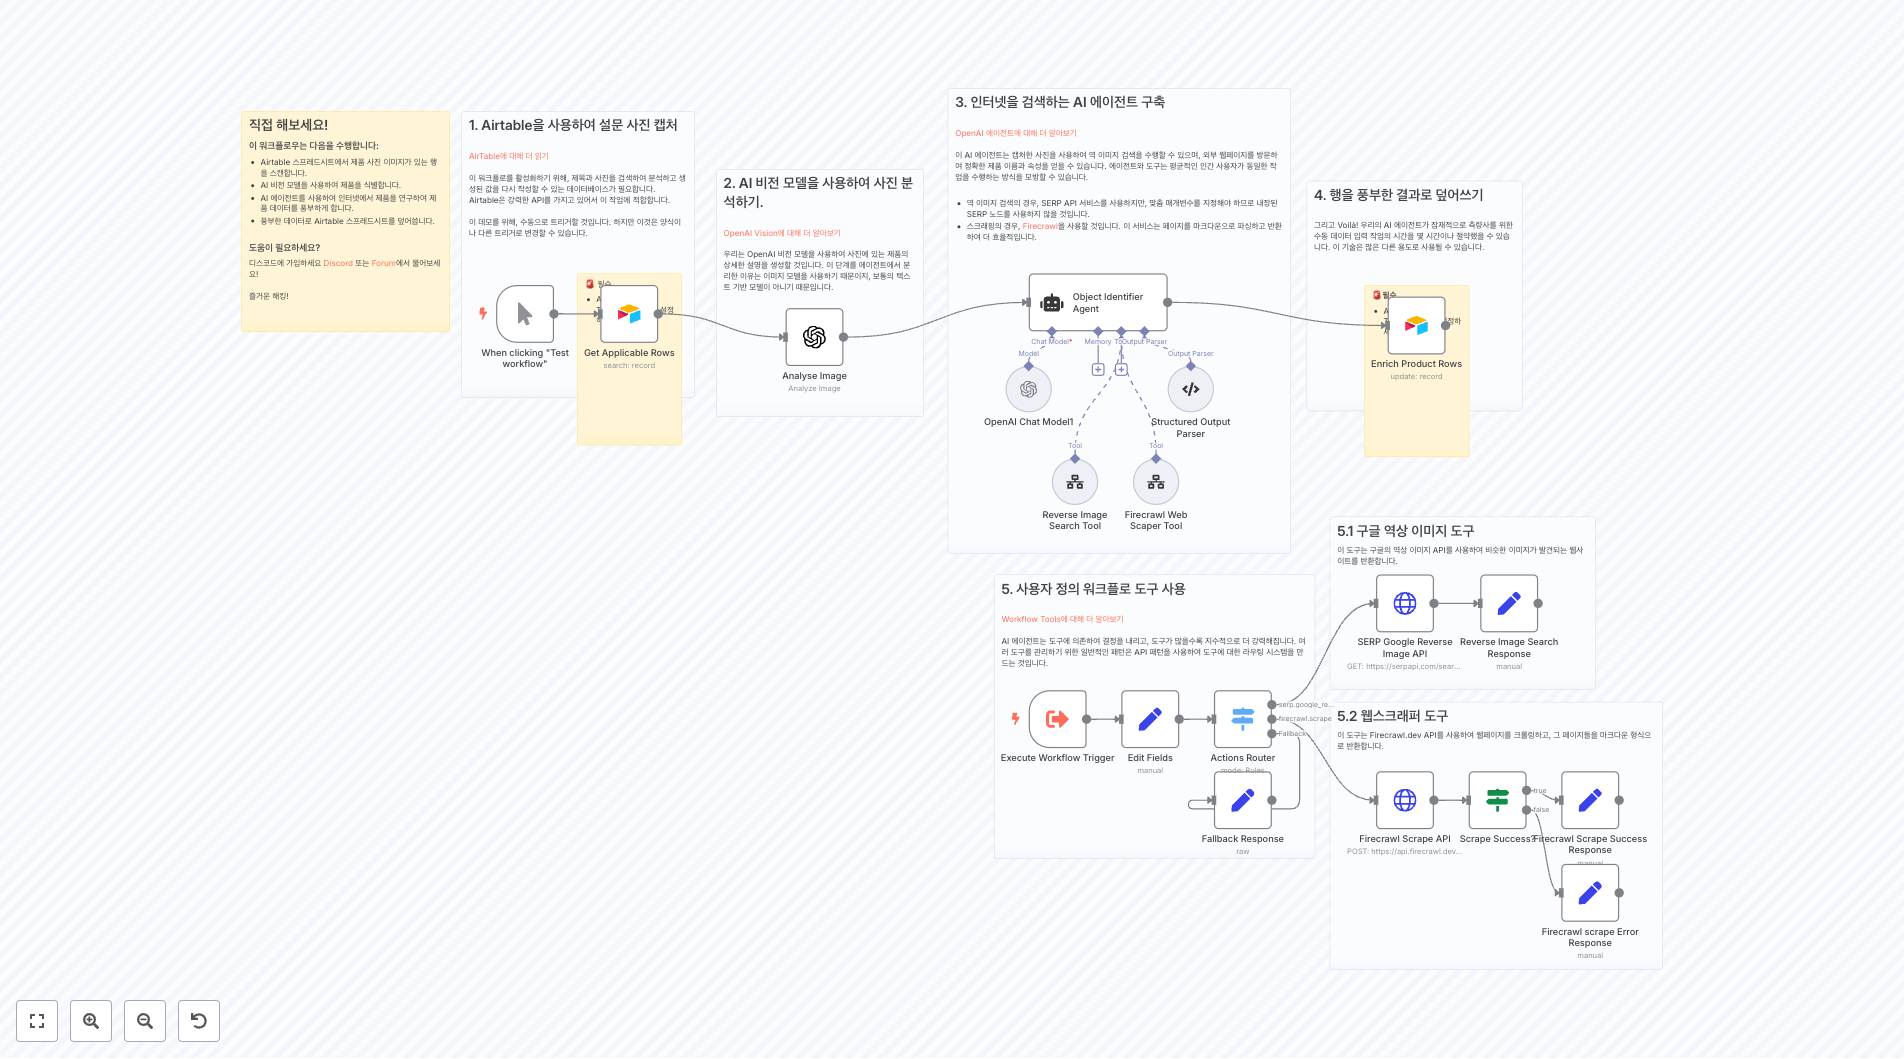 직접 해보세요!
이 워크플로우는 다음을 수행합니다:
Airtable 스프레드시트에서 제품 사진 이미지가 있는 행
을 스캔합니다.
AI 비전 모델을 사용하여 제품을 식별합니다.
AI 에이전트를 사용하여 인터넷에서 제품을 연구하여 제
품 데이터를 풍부하게 합니다.
풍부한 데이터로 Airtable 스프레드시트를 덮어씁니다.
도움이 필요하세요?
디스코드에 가입하세요 Discord 또는 Forum에서 물어보세
요!
즐거운 해킹!
1. Airtable을 사용하여 설문 사진 캡처
AirTable에 대해 더 읽기
이 워크플로를 활성화하기 위해, 제목과 사진을 검색하여 분석하고 생
성된 값을 다시 작성할 수 있는 데이터베이스가 필요합니다.
Airtable은 강력한 API를 가지고 있어서 이 작업에 적합합니다.
이 데모를 위해, 수동으로 트리거할 것입니다. 하지만 이것은 양식이
나 다른 트리거로 변경할 수 있습니다.
When clicking "Test
workflow"
Get Applicable Rows
search: record
2. AI 비전 모델을 사용하여 사진 분
석하기.
OpenAI Vision에 대해 더 알아보기
우리는 OpenAI 비전 모델을 사용하여 사진에 있는 제품의
상세한 설명을 생성할 것입니다. 이 단계를 에이전트에서 분
리한 이유는 이미지 모델을 사용하기 때문이지, 보통의 텍스
트 기반 모델이 아니기 때문입니다.
Analyse Image
Analyze Image
3. 인터넷을 검색하는 AI 에이전트 구축
OpenAI 에이전트에 대해 더 알아보기
이 AI 에이전트는 캡처한 사진을 사용하여 역 이미지 검색을 수행할 수 있으며, 외부 웹페이지를 방문하
여 정확한 제품 이름과 속성을 얻을 수 있습니다. 에이전트와 도구는 평균적인 인간 사용자가 동일한 작
업을 수행하는 방식을 모방할 수 있습니다.
역 이미지 검색의 경우, SERP API 서비스를 사용하지만, 맞춤 매개변수를 지정해야 하므로 내장된
SERP 노드를 사용하지 않을 것입니다.
스크래핑의 경우, Firecrawl을 사용할 것입니다. 이 서비스는 페이지를 마크다운으로 파싱하고 반환
하여 더 효율적입니다.
Object Identifier
Agent
Chat Model*
Memory
Output Parser
Model
Output Parser
OpenAI Chat Model1
Structured Output
Parser
Tool
Tool
Reverse Image
Search Tool
Firecrawl Web
Scaper Tool
4. 행을 풍부한 결과로 덮어쓰기
그리고 Voilà! 우리의 AI 에이전트가 잠재적으로 측량사를 위한
수동 데이터 입력 작업의 시간을 몇 시간이나 절약했을 수 있습
니다. 이 기술은 많은 다른 용도로 사용될 수 있습니다.
Enrich Product Rows
update: record
5. 사용자 정의 워크플로 도구 사용
Workflow Tools에 대해 더 알아보기
AI 에이전트는 도구에 의존하여 결정을 내리고, 도구가 많을수록 지수적으로 더 강력해집니다. 여
러 도구를 관리하기 위한 일반적인 패턴은 API 패턴을 사용하여 도구에 대한 라우팅 시스템을 만
드는 것입니다.
Execute Workflow Trigger
Edit Fields
manual
Actions Router
mode: Rules
serp.google_re...
firecrawl.scrape
Fallback
Fallback Response
raw
5.1 구글 역상 이미지 도구
이 도구는 구글의 역상 이미지 API를 사용하여 비슷한 이미지가 발견되는 웹사
이트를 반환합니다.
SERP Google Reverse
Image API
GET: https://serpapi.com/sear...
Reverse Image Search
Response
manual
5.2 웹스크래퍼 도구
이 도구는 Firecrawl.dev API를 사용하여 웹페이지를 크롤링하고, 그 페이지들을 마크다운 형식으
로 반환합니다.
Firecrawl Scrape API
POST: https://api.firecrawl.dev...
Scrape Success?
true
false
Firecrawl Scrape Success
Response
manual
Firecrawl scrape Error
Response
manual